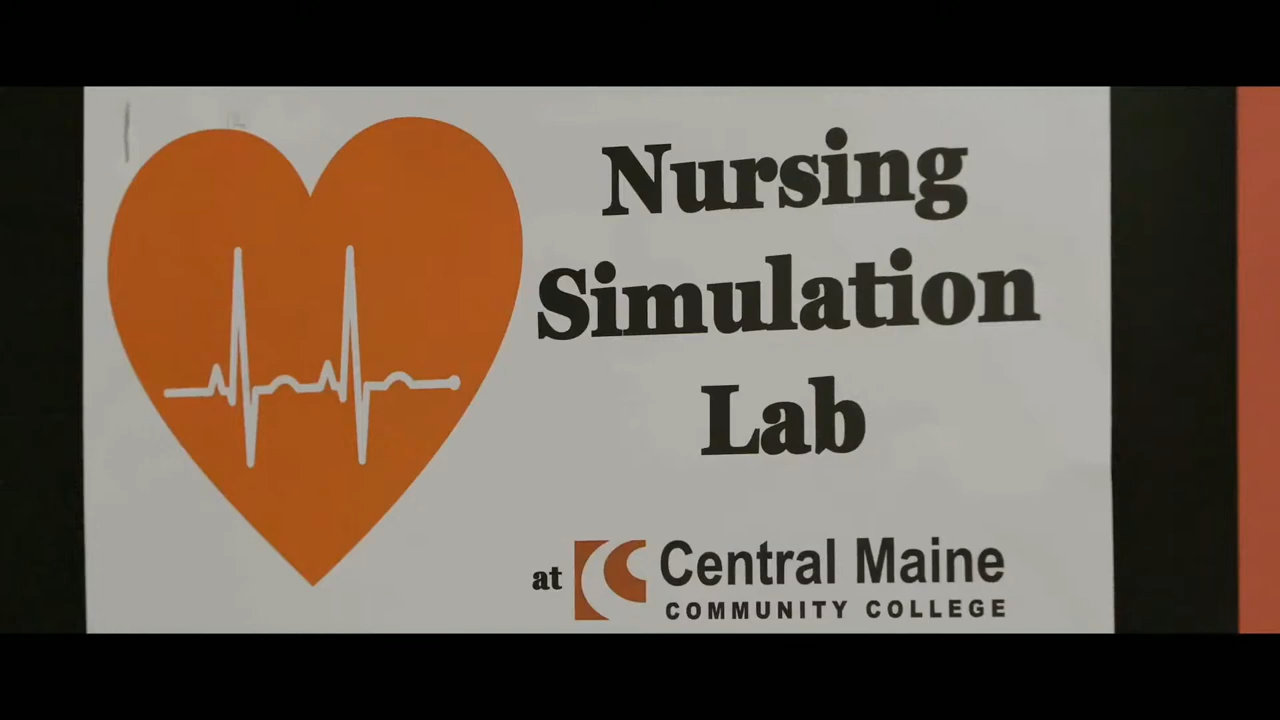 Nursing
Simulation
Lab
at Central Maine
COMMUNITY COLLEGE